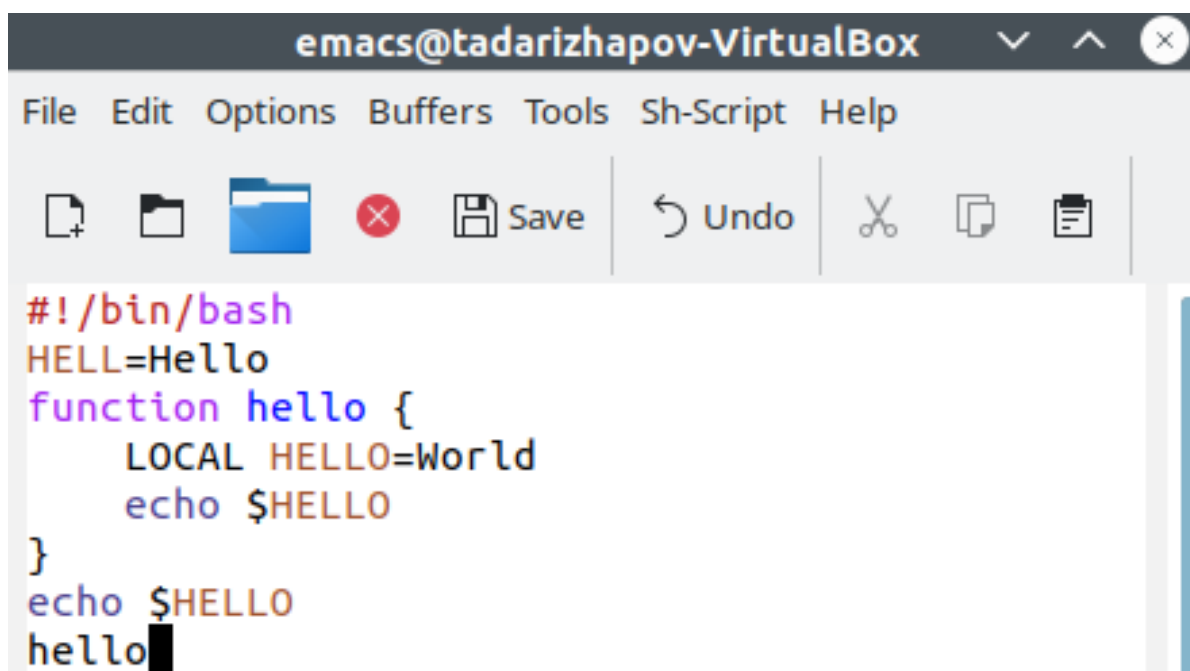 emacs@tadarizhapov-VirtualBox
File Edit Options Buffers Tools Sh-Script Help
Save Undo
#!/bin/bash
HELL=Hello
function hello {
    LOCAL HELLO=World
    echo $HELLO
}
echo $HELLO
hello